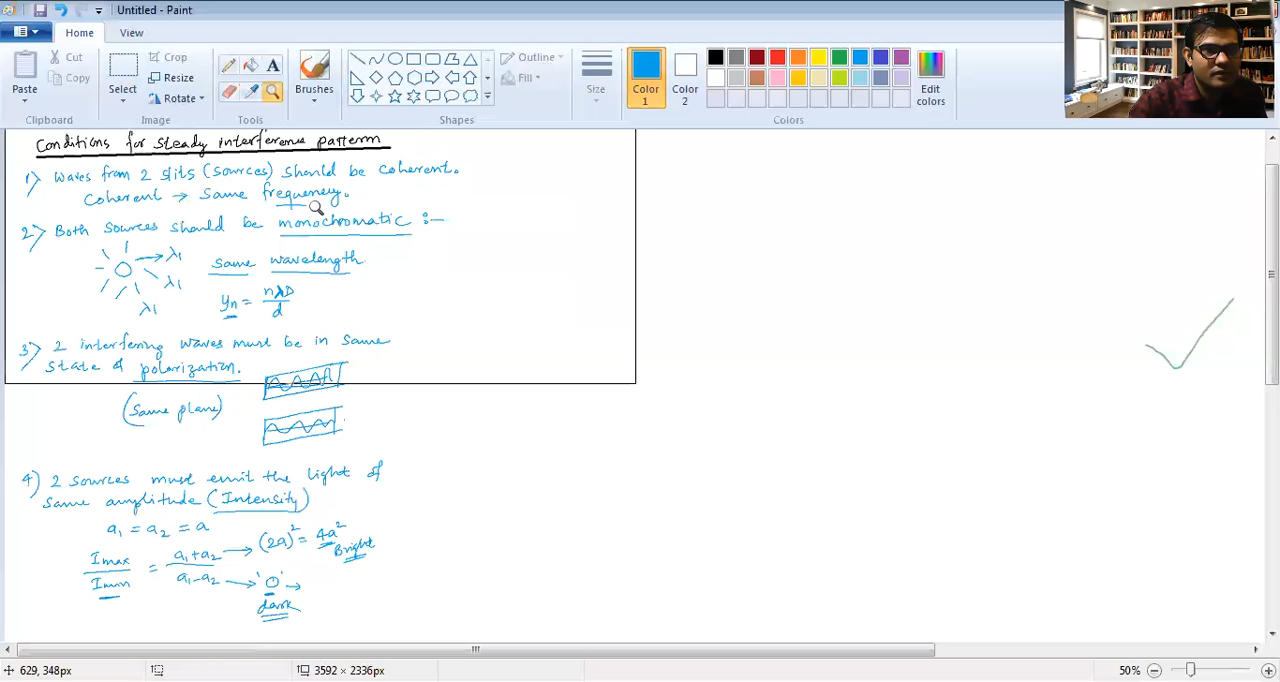 Untitled - Paint
Home View
Paste
Cut
Copy
Clipboard
Select
Crop
Resize
Rotate
Image
Tools
Brushes
Shapes
Outline
Fill
Size
Color 1
Color 2
Edit colors
Colors
Conditions for steady interference pattern
1) Waves from 2 slits (sources) should be coherent.
Coherent → Same frequency.
2) Both sources should be monochromatic :-
λ1
λ1
λ1
same wavelength
yn = nλD / d
3) 2 interfering waves must be in same
state of polarization.
(Same plane)
4) 2 sources must emit the light of
same amplitude (Intensity)
a1 = a2 = a
Imax / Imin = a1+a2 / a1-a2
→ (2a)² = 4a²
Bright
→ '0' →
dark
629, 348px
3592 × 2336px
50%